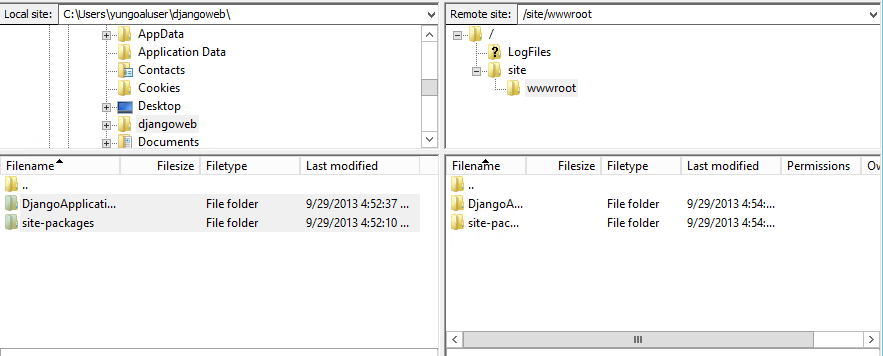 Local site: C:\Users\yungoaluser\djangoweb\
AppData
Application Data
Contacts
Cookies
Desktop
djangoweb
Documents
Filename Filesize Filetype Last modified
..
DjangoApplicati... File folder 9/29/2013 4:52:37 ...
site-packages File folder 9/29/2013 4:52:10 ...
Remote site: /site/wwwroot
/
LogFiles
site
wwwroot
Filename Filesize Filetype Last modified Permissions Ow
..
DjangoA... File folder 9/29/2013 4:54:...
site-pac... File folder 9/29/2013 4:54:...